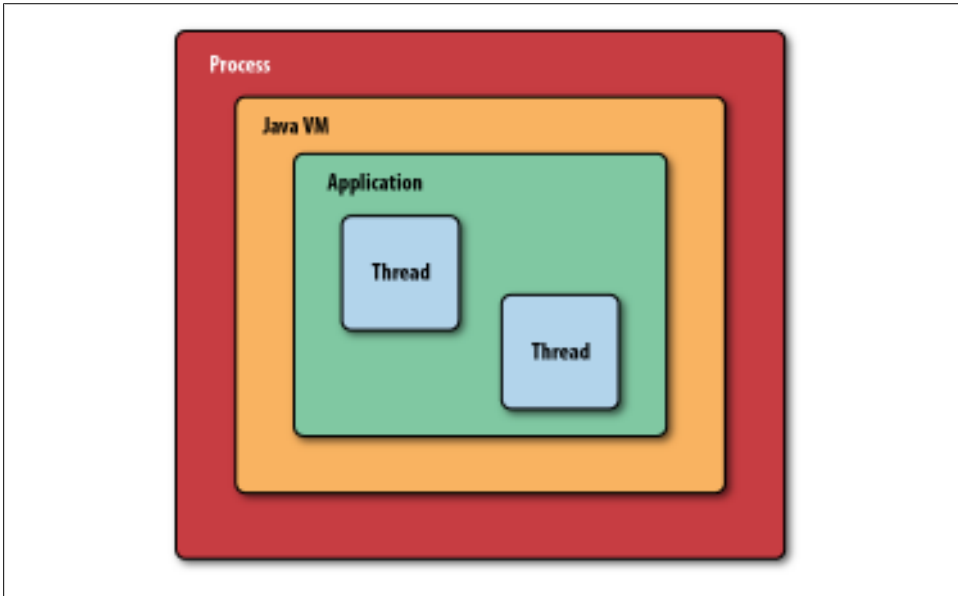 Process
Java VM
Application
Thread
Thread